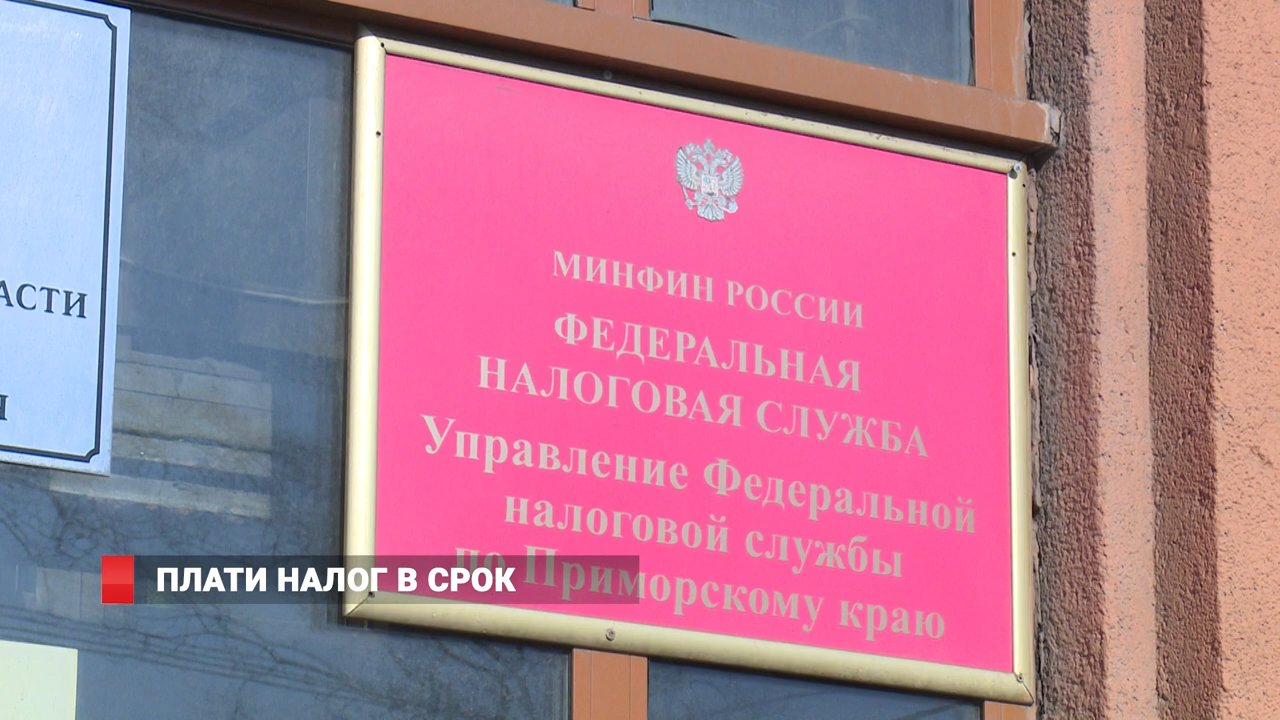 АСТИ
МИНФИН РОССИИ
ФЕДЕРАЛЬНАЯ
НАЛОГОВАЯ СЛУЖБА
Управление Федеральной
налоговой службы
по Приморскому краю
ПЛАТИ НАЛОГ В СРОК